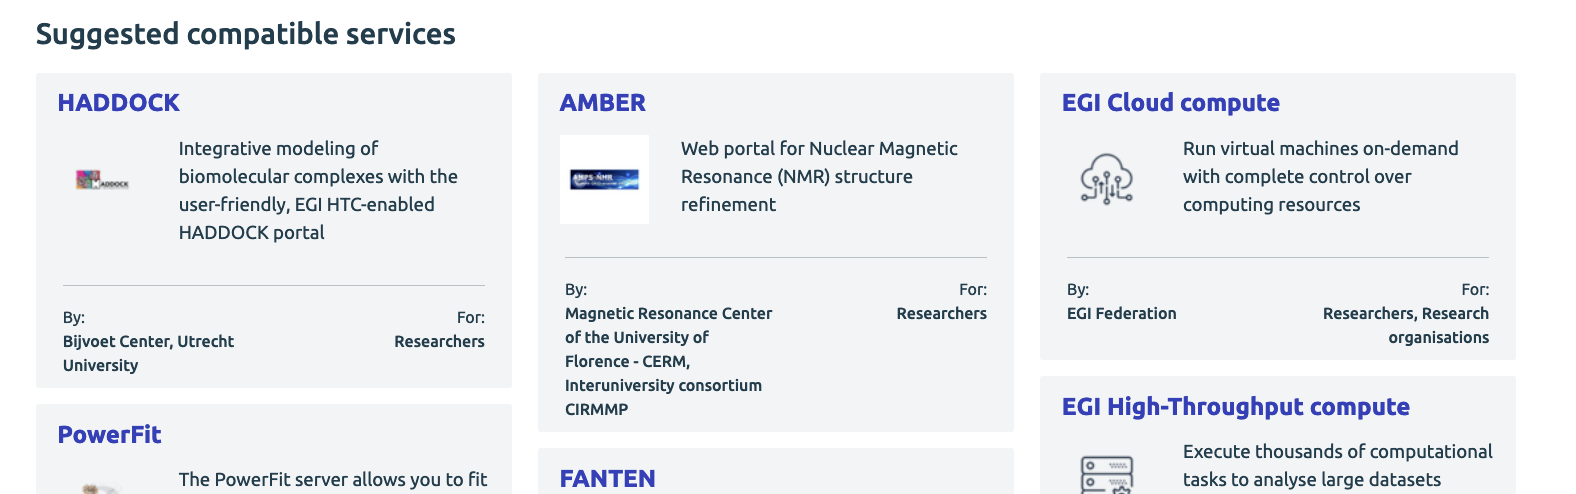 Suggested compatible services
HADDOCK
Integrative modeling of
biomolecular complexes with the
user-friendly, EGI HTC-enabled
HADDOCK portal
By:
Bijvoet Center, Utrecht
University
For:
Researchers
PowerFit
The PowerFit server allows you to fit
AMBER
Web portal for Nuclear Magnetic
Resonance (NMR) structure
refinement
By:
Magnetic Resonance Center
of the University of
Florence - CERM,
Interuniversity consortium
CIRMMP
For:
Researchers
FANTEN
EGI Cloud compute
Run virtual machines on-demand
with complete control over
computing resources
By:
EGI Federation
For:
Researchers, Research
organisations
EGI High-Throughput compute
Execute thousands of computational
tasks to analyse large datasets